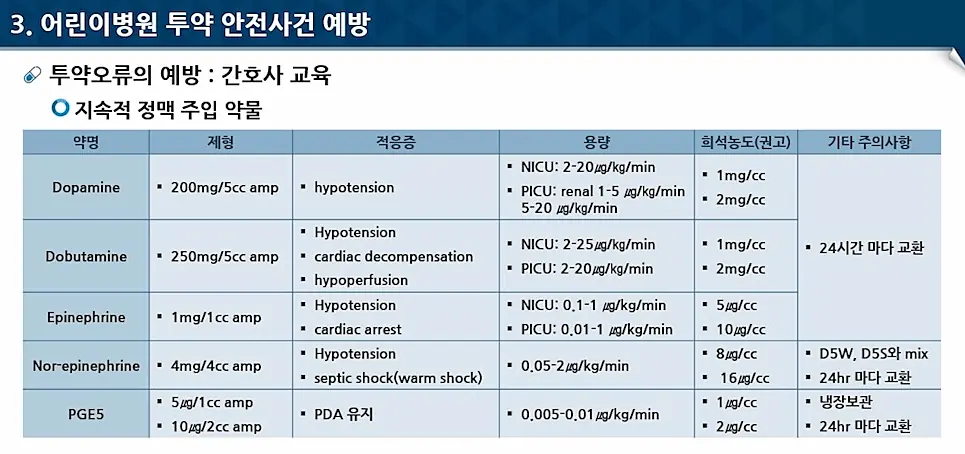 3. 어린이병원 투약 안전사건 예방
투약오류의 예방 : 간호사 교육
지속적 정맥 주입 약물
약명 제형 적응증 용량 희석농도(권고) 기타 주의사항
Dopamine
▪ 200mg/5cc amp
▪ hypotension
▪ NICU: 2-20㎍/kg/min
▪ PICU: renal 1-5 ㎍/kg/min
5-20 ㎍/kg/min
▪ 1mg/cc
▪ 2mg/cc
▪ 24시간 마다 교환
Dobutamine
▪ 250mg/5cc amp
▪ Hypotension
▪ cardiac decompensation
▪ hypoperfusion
▪ NICU: 2-25㎍/kg/min
▪ PICU: 2-20㎍/kg/min
▪ 1mg/cc
▪ 2mg/cc
Epinephrine
▪ 1mg/1cc amp
▪ Hypotension
▪ cardiac arrest
▪ NICU: 0.1-1 ㎍/kg/min
▪ PICU: 0.01-1 ㎍/kg/min
▪ 5㎍/cc
▪ 10㎍/cc
Nor-epinephrine
▪ 4mg/4cc amp
▪ Hypotension
▪ septic shock(warm shock)
▪ 0.05-2㎍/kg/min
▪ 8㎍/cc
▪ 16㎍/cc
▪ D5W, D5S와 mix
▪ 24hr 마다 교환
PGE5
▪ 5㎍/1cc amp
▪ 10㎍/2cc amp
▪ PDA 유지
▪ 0.005-0.01㎍/kg/min
▪ 1㎍/cc
▪ 2㎍/cc
▪ 냉장보관
▪ 24hr 마다 교환